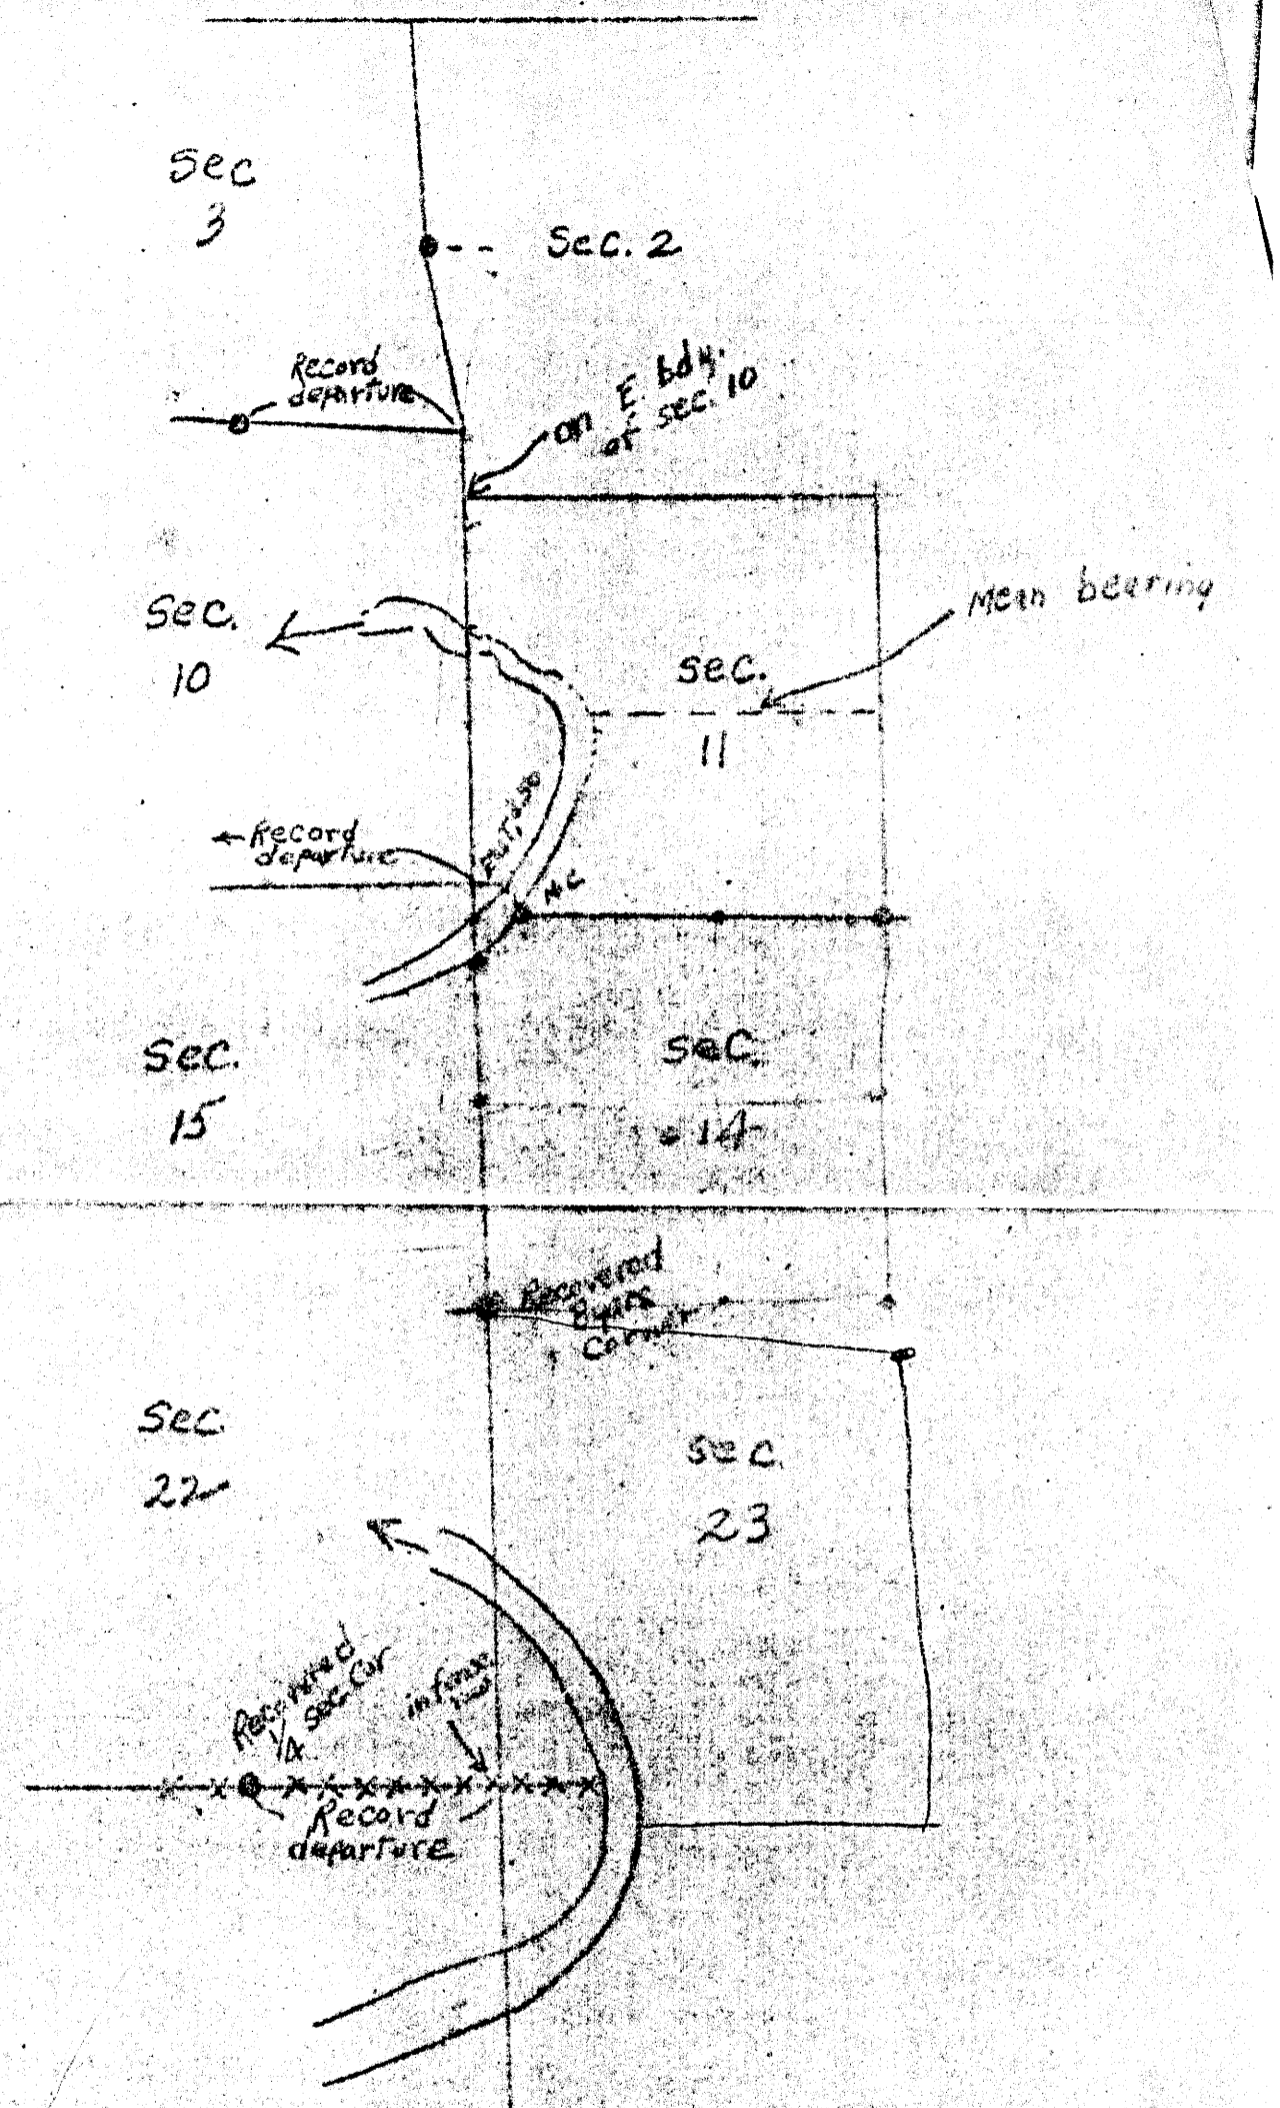 Sec
3
Sec. 2
Record
departure
on E. bdy.
of sec. 10
Sec.
10
Mean bearing
sec.
11
Record
departure
M.C
Sec.
15
sec.
14
Recovered
Corner
Sec.
22
sec.
23
Recovered
1/4 sec. Cor
in fence
Record
departure